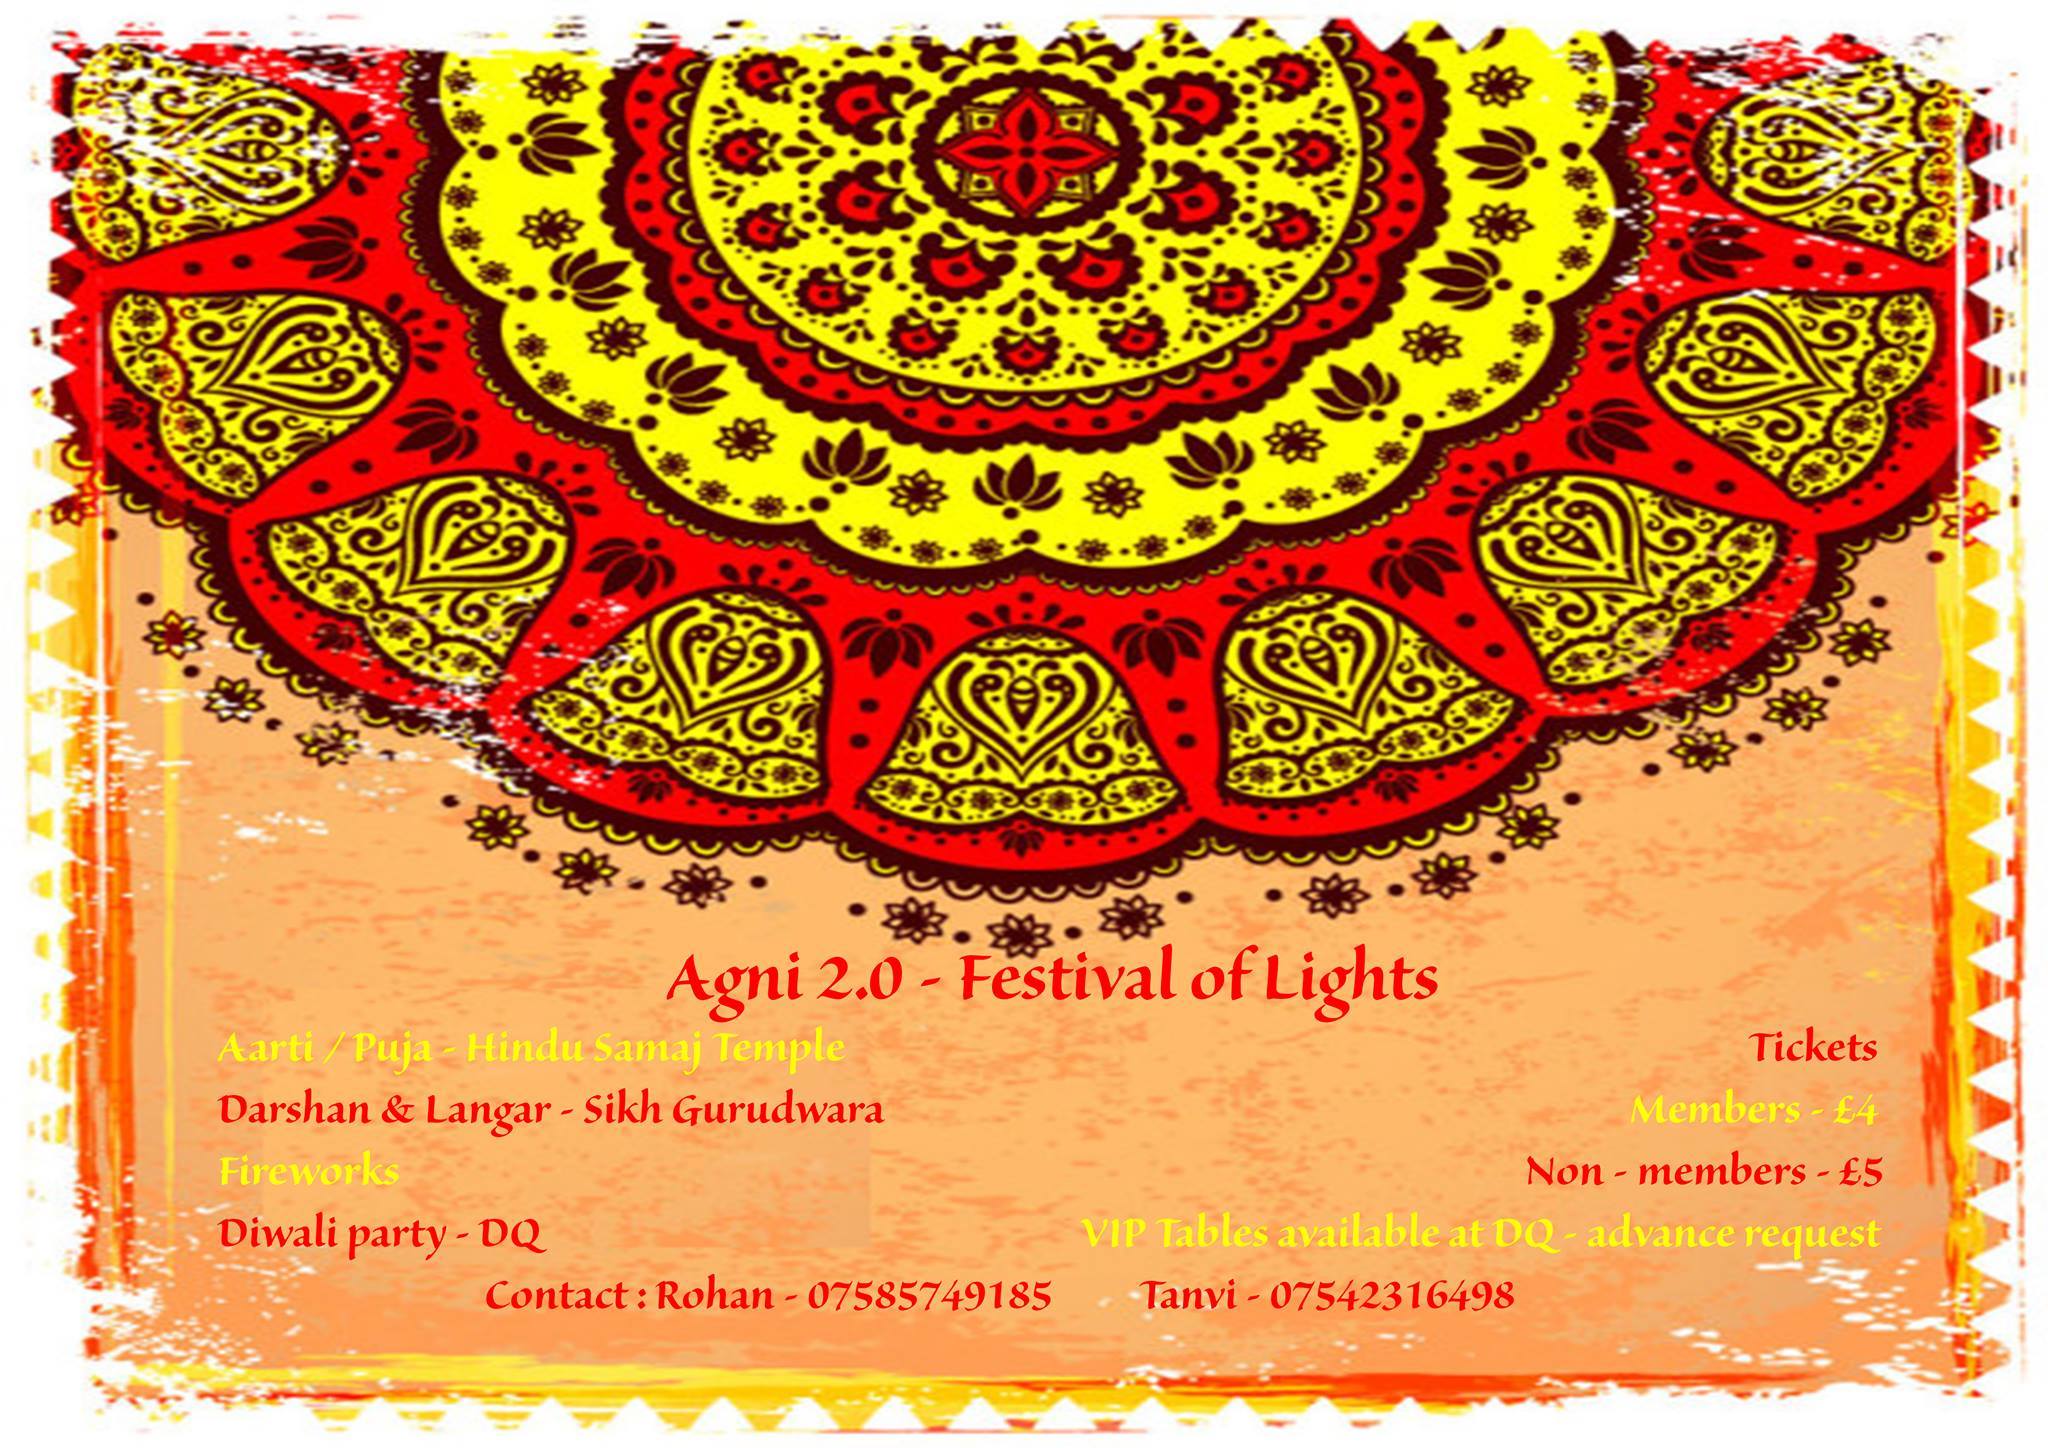 Agni 2.0 - Festival of Lights
Aarti / Puja - Hindu Samaj Temple
Tickets
Darshan & Langar - Sikh Gurudwara
Members - £4
Fireworks
Non - members - £5
Diwali party - DQ
VIP Tables available at DQ - advance request
Contact : Rohan - 07585749185 Tanvi - 07542316498